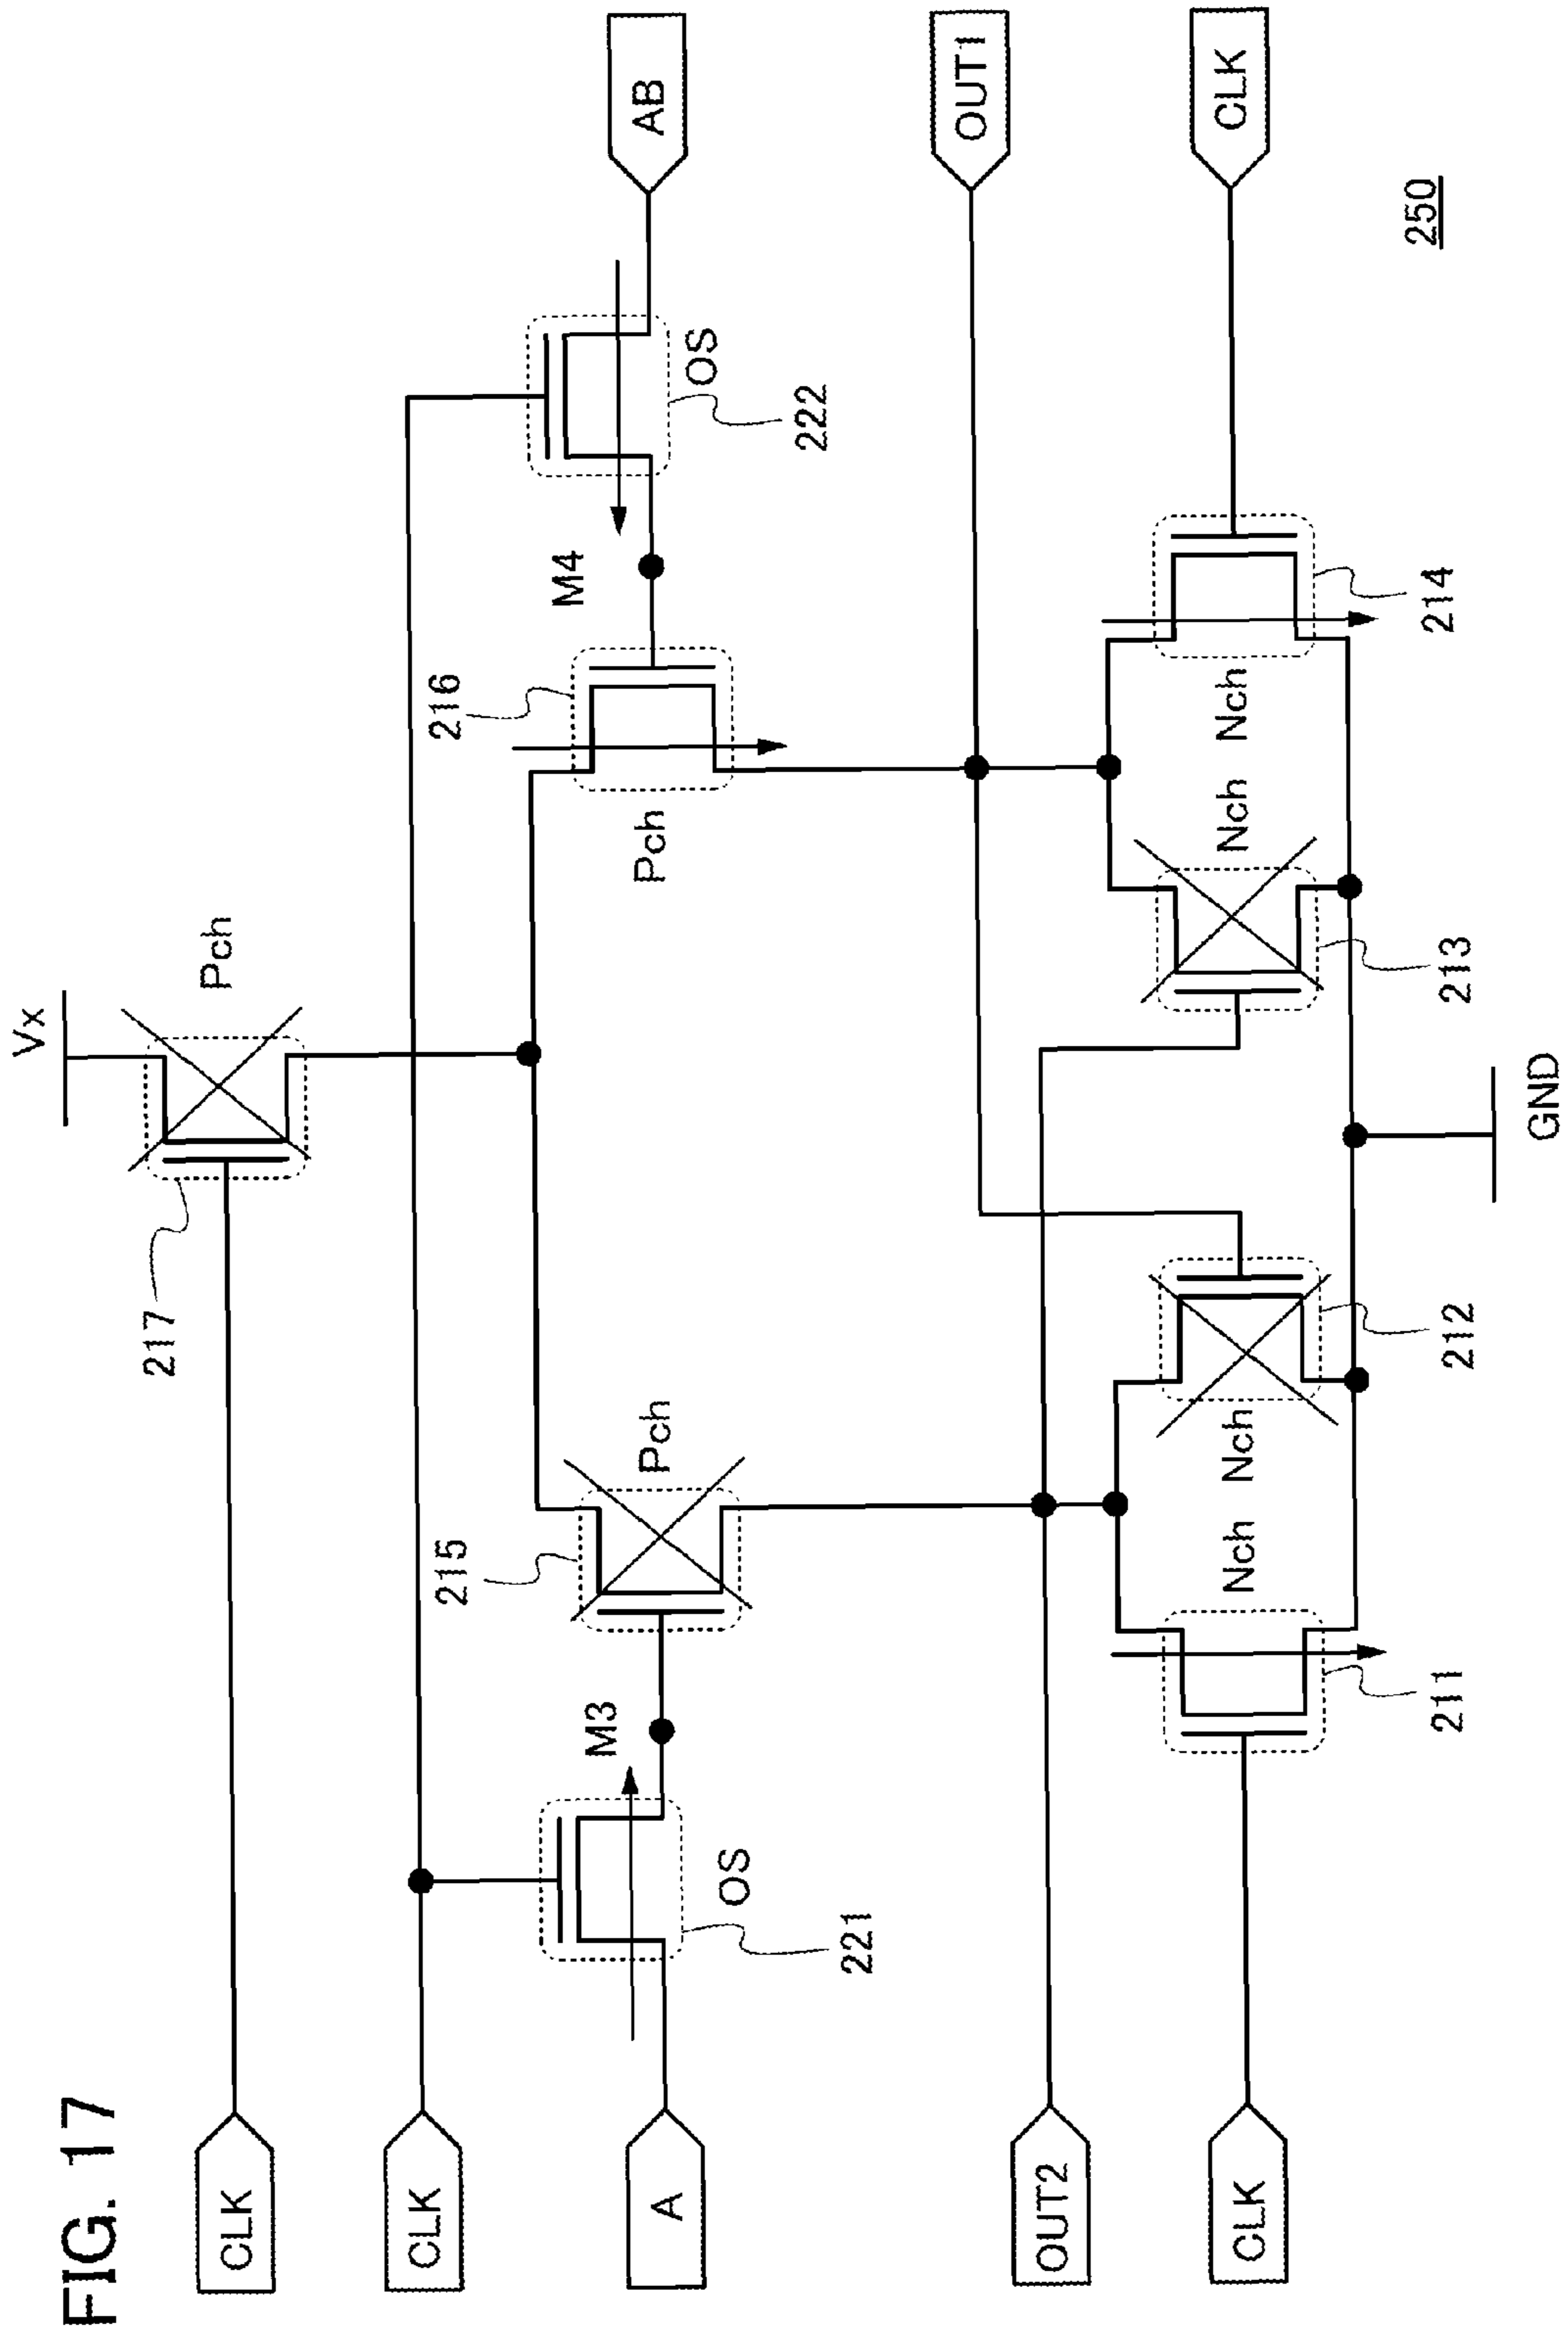 FIG. 17
Vx
CLK
217
Pch
CLK
A
221
OS
M3
215
Pch
216
Pch
M4
222
OS
AB
OUT2
OUT1
CLK
211
Nch Nch
212
GND
213
Nch Nch
214
CLK
250